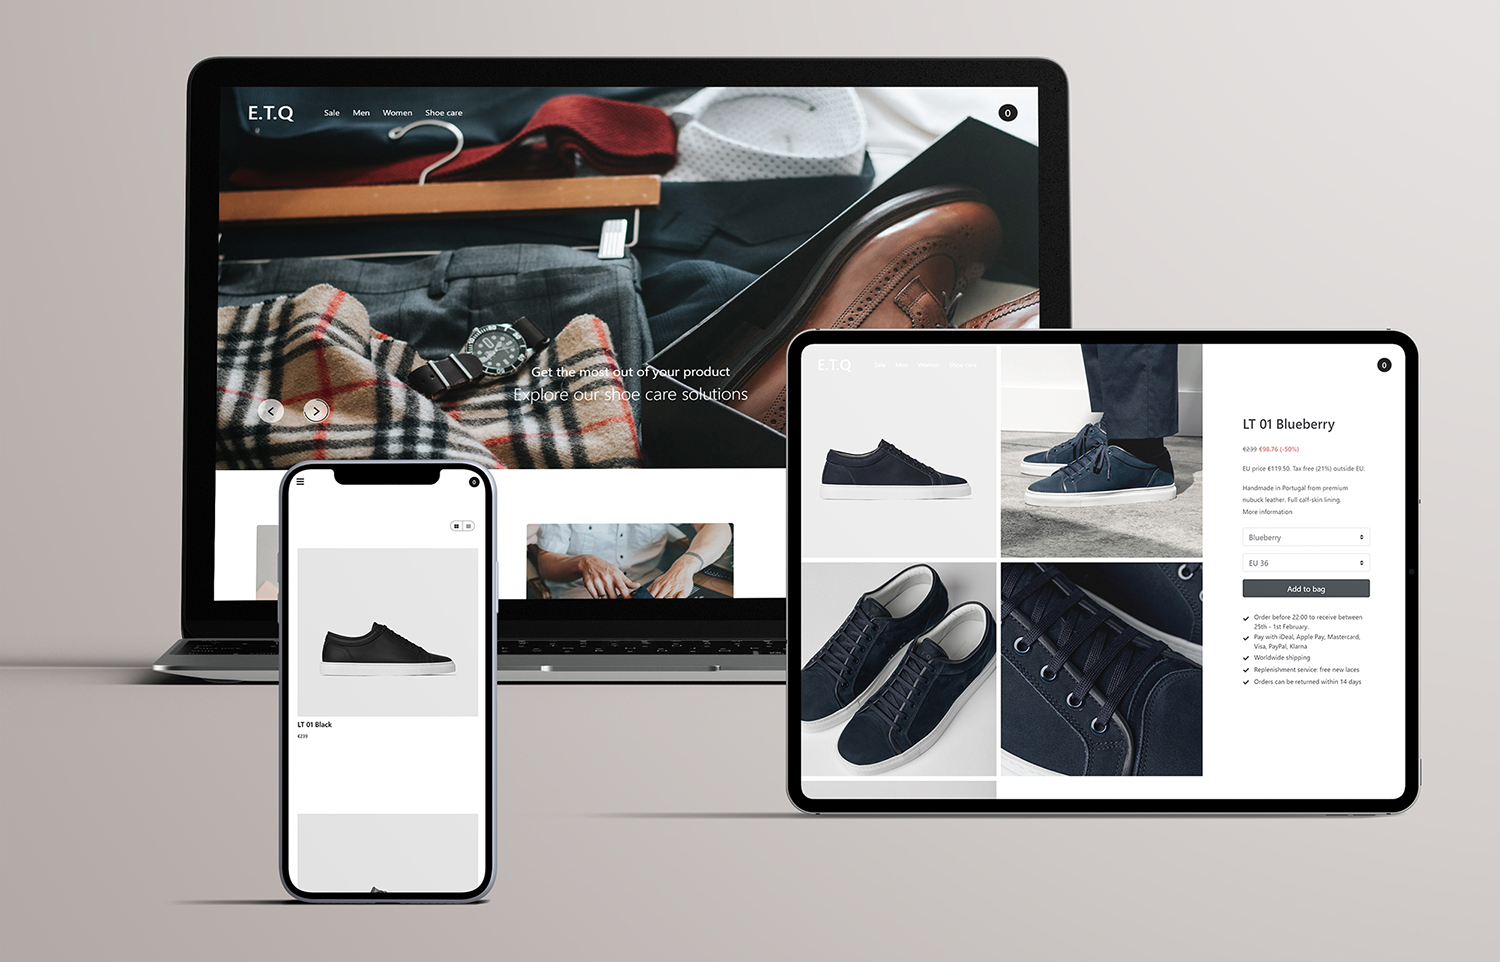 E.T.Q
Sale Men Women Shoe care
0
Get the most out of your product
Explore our shoe care solutions
0
LT 01 Black
€239
E.T.Q
Sale Men Women Shoe care
0
LT 01 Blueberry
€239 €98.76 (-50%)
EU price €119.50. Tax free (21%) outside EU.
Handmade in Portugal from premium
nubuck leather. Full calf-skin lining.
More information
Blueberry
EU 36
Add to bag
Order before 22:00 to receive between
25th - 1st February.
Pay with iDeal, Apple Pay, Mastercard,
Visa, PayPal, Klarna
Worldwide shipping
Replenishment service: free new laces
Orders can be returned within 14 days